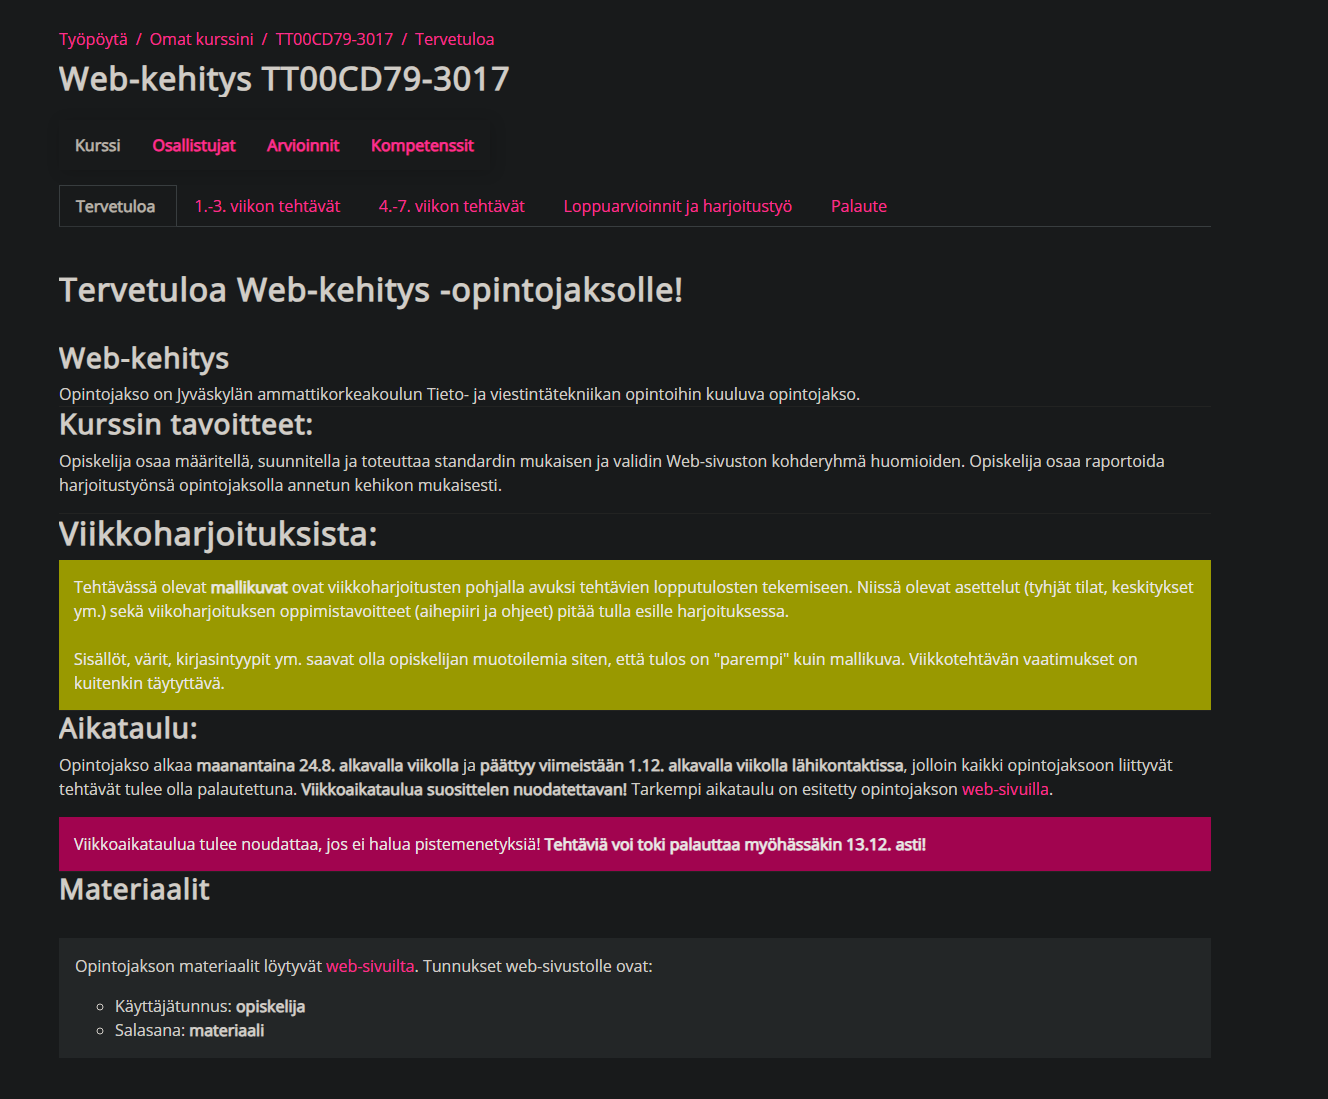 Työpöytä / Omat kurssini / TT00CD79-3017 / Tervetuloa
Web-kehitys TT00CD79-3017
Kurssi Osallistujat Arvioinnit Kompetenssit
Tervetuloa 1.-3. viikon tehtävät 4.-7. viikon tehtävät Loppuarvioinnit ja harjoitustyö Palaute
Tervetuloa Web-kehitys -opintojaksolle!
Web-kehitys
Opintojakso on Jyväskylän ammattikorkeakoulun Tieto- ja viestintätekniikan opintoihin kuuluva opintojakso.
Kurssin tavoitteet:
Opiskelija osaa määritellä, suunnitella ja toteuttaa standardin mukaisen ja validin Web-sivuston kohderyhmä huomioiden. Opiskelija osaa raportoida
harjoitustyönsä opintojaksolla annetun kehikon mukaisesti.
Viikkoharjoituksista:
Tehtävässä olevat mallikuvat ovat viikkoharjoitusten pohjalla avuksi tehtävien lopputulosten tekemiseen. Niissä olevat asettelut (tyhjät tilat, keskitykset
ym.) sekä viikoharjoituksen oppimistavoitteet (aihepiiri ja ohjeet) pitää tulla esille harjoituksessa.
Sisällöt, värit, kirjasintyypit ym. saavat olla opiskelijan muotoilemia siten, että tulos on "parempi" kuin mallikuva. Viikkotehtävän vaatimukset on
kuitenkin täytyttävä.
Aikataulu:
Opintojakso alkaa maanantaina 24.8. alkavalla viikolla ja päättyy viimeistään 1.12. alkavalla viikolla lähikontaktissa, jolloin kaikki opintojaksoon liittyvät
tehtävät tulee olla palautettuna. Viikkoaikataulua suosittelen nuodatettavan! Tarkempi aikataulu on esitetty opintojakson web-sivuilla.
Viikkoaikataulua tulee noudattaa, jos ei halua pistemenetyksiä! Tehtäviä voi toki palauttaa myöhässäkin 13.12. asti!
Materiaalit
Opintojakson materiaalit löytyvät web-sivuilta. Tunnukset web-sivustolle ovat:
Käyttäjätunnus: opiskelija
Salasana: materiaali